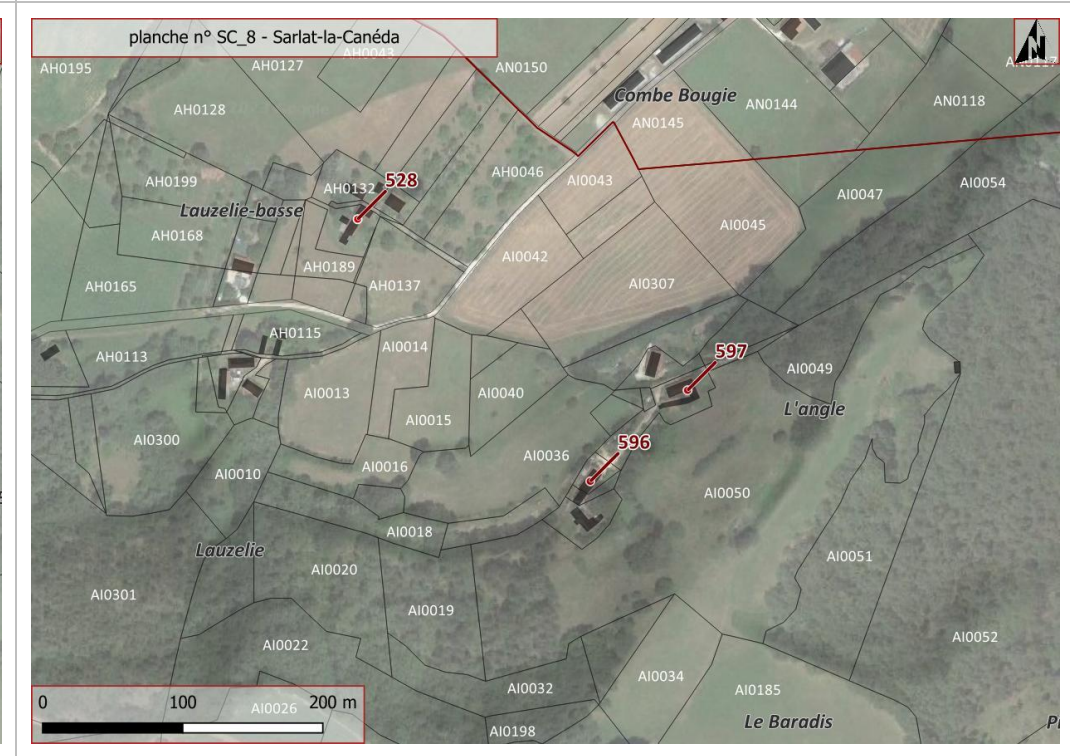 planche n° SC_8 - Sarlat-la-Canéda
N
AH0043
AH0195
AH0127
AN0150
Combe Bougie
AN0144
AN0118
AH0128
AN0145
AH0199
AH0132
528
AH0046
AI0043
AI0047
AI0054
Lauzelie-basse
AH0168
AI0045
AI0042
AH0189
AH0165
AH0137
AI0307
AH0115
AH0113
AI0014
597
AI0049
AI0013
AI0040
L'angle
AI0015
AI0300
596
AI0036
AI0016
AI0010
AI0050
AI0018
Lauzelie
AI0051
AI0020
AI0301
AI0019
AI0052
AI0022
AI0034
AI0032
AI0185
0 100 200 m
AI0026
Le Baradis
AI0198